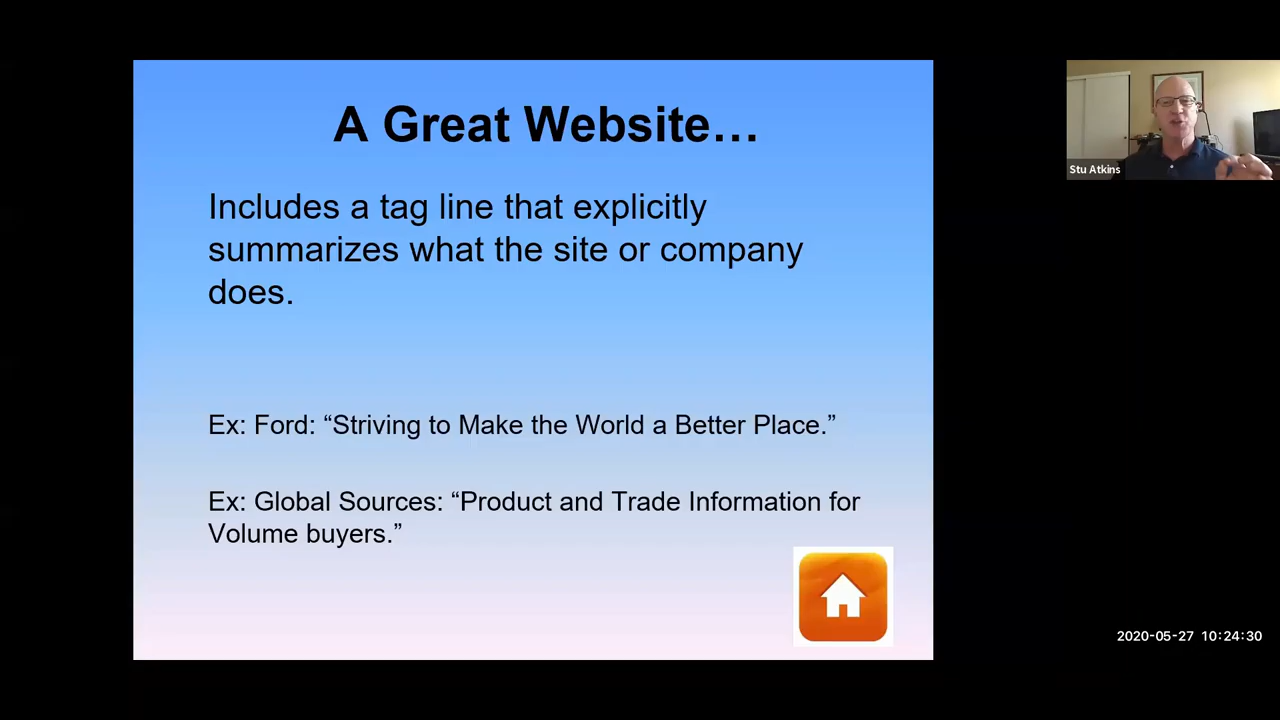 A Great Website…
Includes a tag line that explicitly
summarizes what the site or company
does.
Ex: Ford: “Striving to Make the World a Better Place.”
Ex: Global Sources: “Product and Trade Information for
Volume buyers.”
Stu Atkins
2020-05-27 10:24:30